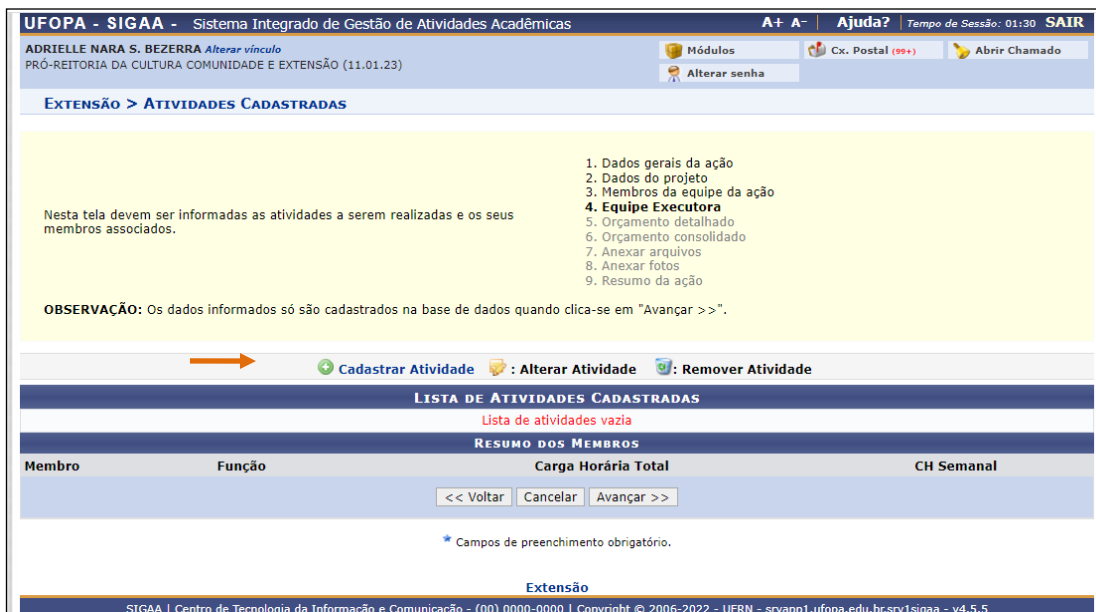 UFOPA - SIGAA - Sistema Integrado de Gestão de Atividades Acadêmicas A+ A- | Ajuda? | Tempo de Sessão: 01:30 SAIR
ADRIELLE NARA S. BEZERRA Alterar vínculo
PRÓ-REITORIA DA CULTURA COMUNIDADE E EXTENSÃO (11.01.23)
Módulos Cx. Postal (99+) Abrir Chamado
Alterar senha
EXTENSÃO > ATIVIDADES CADASTRADAS
Nesta tela devem ser informadas as atividades a serem realizadas e os seus
membros associados.
1. Dados gerais da ação
2. Dados do projeto
3. Membros da equipe da ação
4. Equipe Executora
5. Orçamento detalhado
6. Orçamento consolidado
7. Anexar arquivos
8. Anexar fotos
9. Resumo da ação
OBSERVAÇÃO: Os dados informados só são cadastrados na base de dados quando clica-se em "Avançar >>".
Cadastrar Atividade : Alterar Atividade : Remover Atividade
LISTA DE ATIVIDADES CADASTRADAS
Lista de atividades vazia
RESUMO DOS MEMBROS
Membro Função Carga Horária Total CH Semanal
<< Voltar Cancelar Avançar >>
* Campos de preenchimento obrigatório.
Extensão
SIGAA | Centro de Tecnologia da Informação e Comunicação - (00) 0000-0000 | Copyright © 2006-2022 - UFRN - srvapp1.ufopa.edu.br.srv1sigaa - v4.5.5